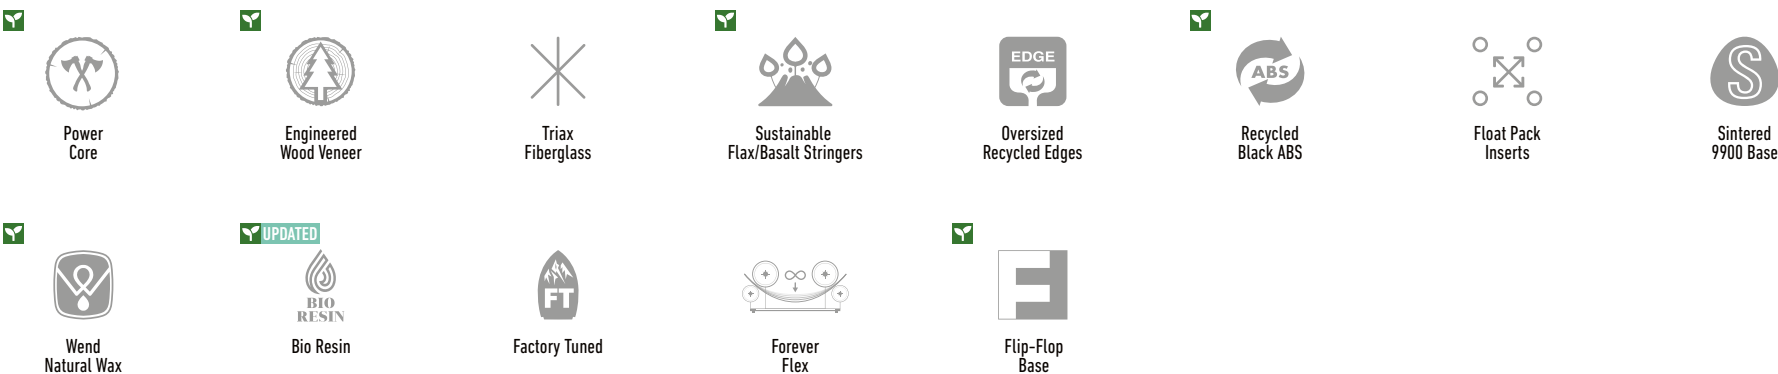 Power
Core
Engineered
Wood Veneer
Triax
Fiberglass
Sustainable
Flax/Basalt Stringers
EDGE
Oversized
Recycled Edges
ABS
Recycled
Black ABS
Float Pack
Inserts
S
Sintered
9900 Base
Wend
Natural Wax
UPDATED
BIO
RESIN
Bio Resin
FT
Factory Tuned
Forever
Flex
F
Flip-Flop
Base